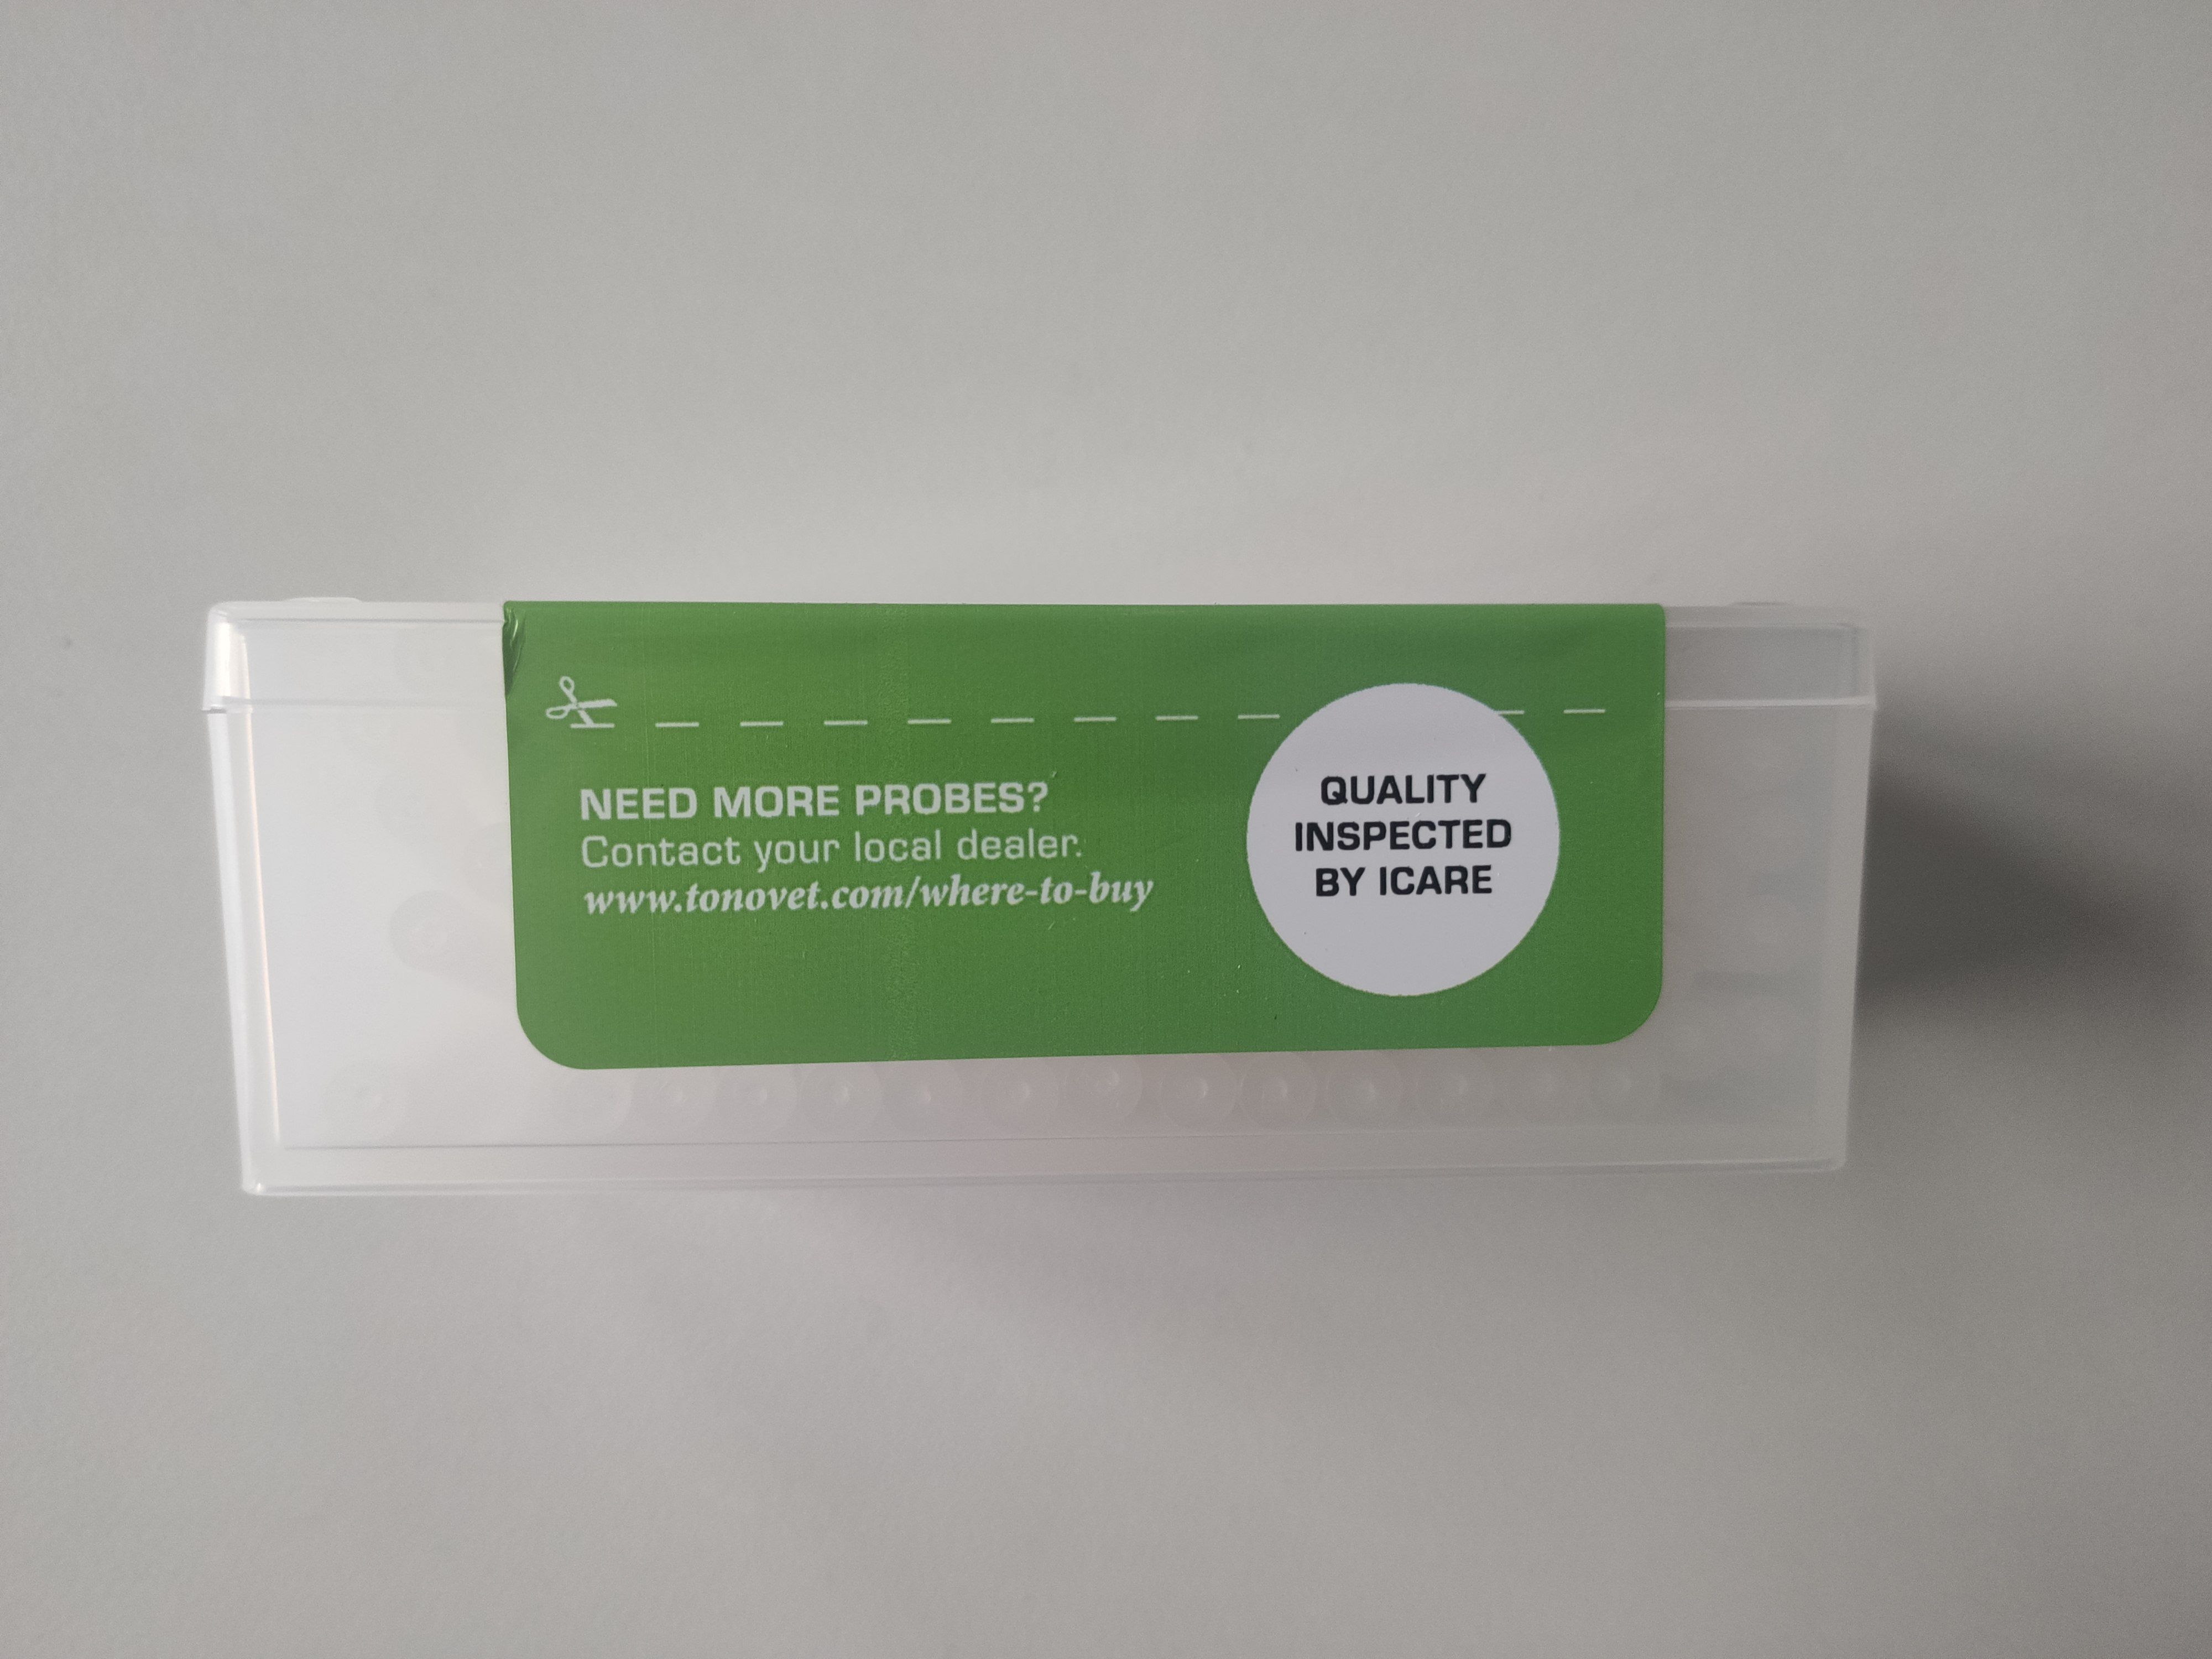 NEED MORE PROBES?
Contact your local dealer.
www.tonovet.com/where-to-buy
QUALITY
INSPECTED
BY ICARE